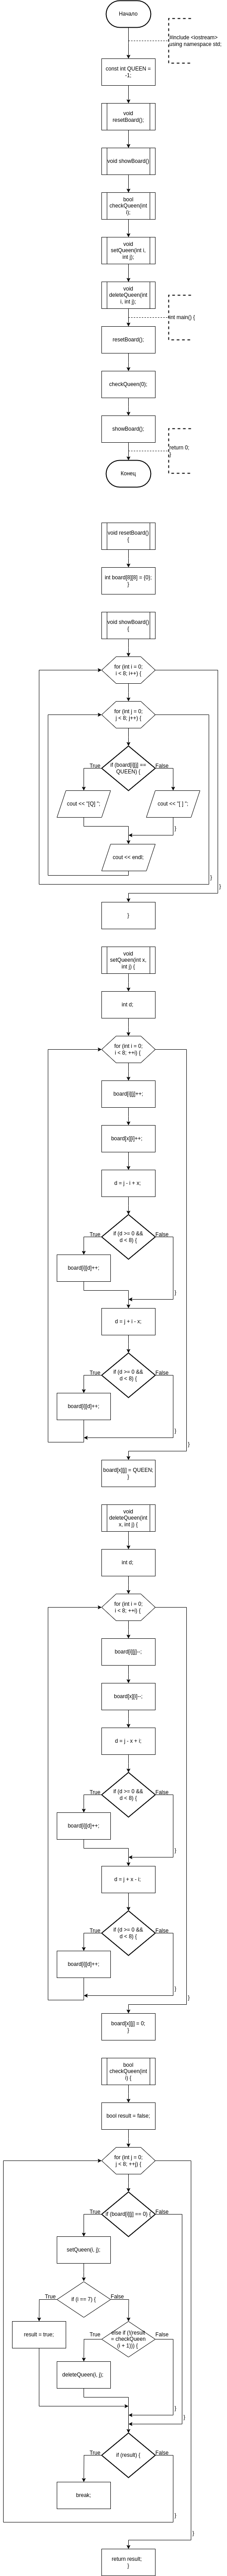 Начало
#include <iostream>
using namespace std;
const int QUEEN =
-1;
void
resetBoard();
void showBoard()
bool
checkQueen(int
i);
void
setQueen(int i,
int j);
void
deleteQueen(int
i, int j);
int main() {
resetBoard();
checkQueen(0);
showBoard();
return 0;
}
Конец
void resetBoard()
{
int board[8][8] = {0};
}
void showBoard()
{
for (int i = 0;
i < 8; i++) {
for (int j = 0;
j < 8; j++) {
if (board[i][j] ==
QUEEN) {
True
False
cout << "[Q] ";
cout << "[ ] ";
}
cout << endl;
}
}
}
void
setQueen(int x,
int j) {
int d;
for (int i = 0;
i < 8; ++i) {
board[i][j]++;
board[x][i]++;
d = j - i + x;
if (d >= 0 &&
d < 8) {
True
False
board[i][d]++;
}
d = j + i - x;
if (d >= 0 &&
d < 8) {
True
False
board[i][d]++;
}
}
board[x][j] = QUEEN;
}
void
deleteQueen(int
x, int j) {
int d;
for (int i = 0;
i < 8; ++i) {
board[i][j]--;
board[x][i]--;
d = j - x + i;
if (d >= 0 &&
d < 8) {
True
False
board[i][d]++;
}
d = j + x - i;
if (d >= 0 &&
d < 8) {
True
False
board[i][d]++;
}
}
board[x][j] = 0;
}
bool
checkQueen(int
i) {
bool result = false;
for (int j = 0;
j < 8; ++j) {
if (board[i][j] == 0) {
True
False
setQueen(i, j);
if (i == 7) {
True
False
result = true;
else if (!(result
= checkQueen
(i + 1))) {
True
False
deleteQueen(i, j);
}
}
if (result) {
True
False
break;
}
}
return result;
}